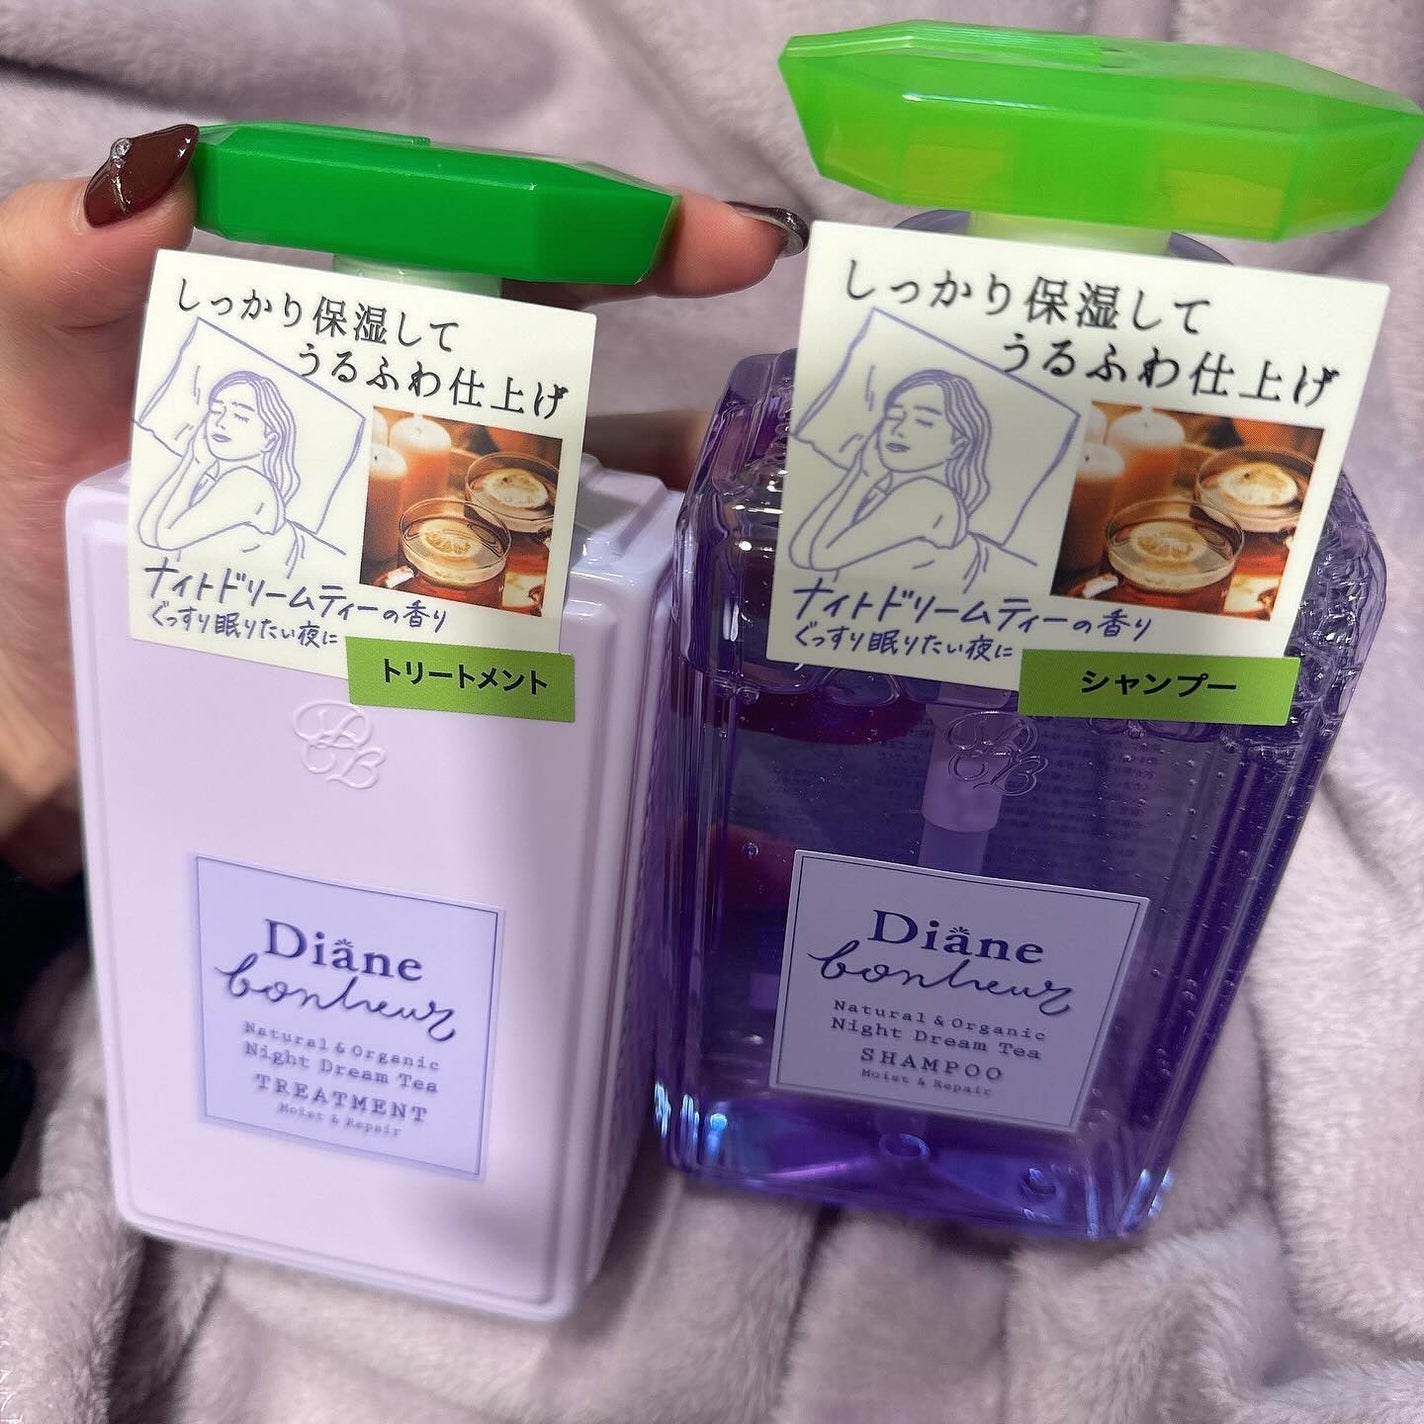 しっかり保湿して
うるふわ仕上げ
ナイトドリームティーの香り
ぐっすり眠りたい夜に
トリートメント
Diane
bonheur
Natural & Organic
Night Dream Tea
TREATMENT
Moist & Repair
しっかり保湿して
うるふわ仕上げ
ナイトドリームティーの香り
ぐっすり眠りたい夜に
シャンプー
Diane
bonheur
Natural & Organic
Night Dream Tea
SHAMPOO
Moist & Repair